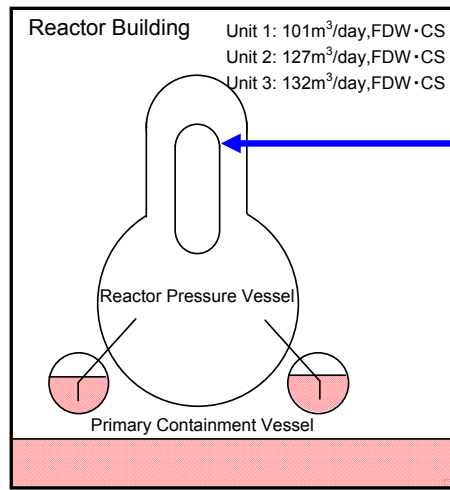 Reactor Building
Unit 1: 101m³/day,FDW・CS
Unit 2: 127m³/day,FDW・CS
Unit 3: 132m³/day,FDW・CS
Reactor Pressure Vessel
Primary Containment Vessel